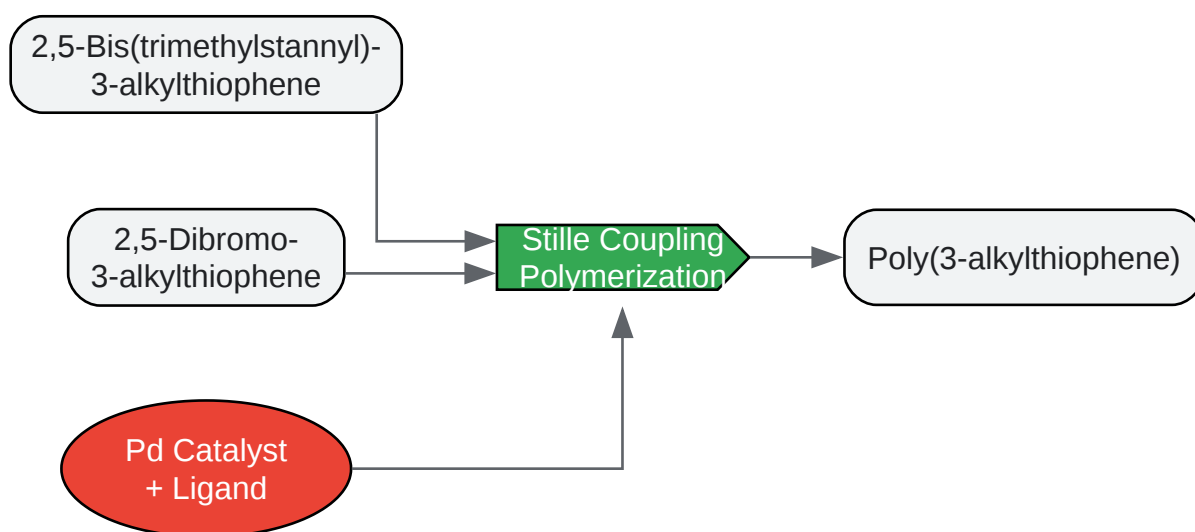 2,5-Bis(trimethylstannyl)-
3-alkylthiophene
2,5-Dibromo-
3-alkylthiophene
Stille Coupling
Polymerization
Poly(3-alkylthiophene)
Pd Catalyst
+ Ligand